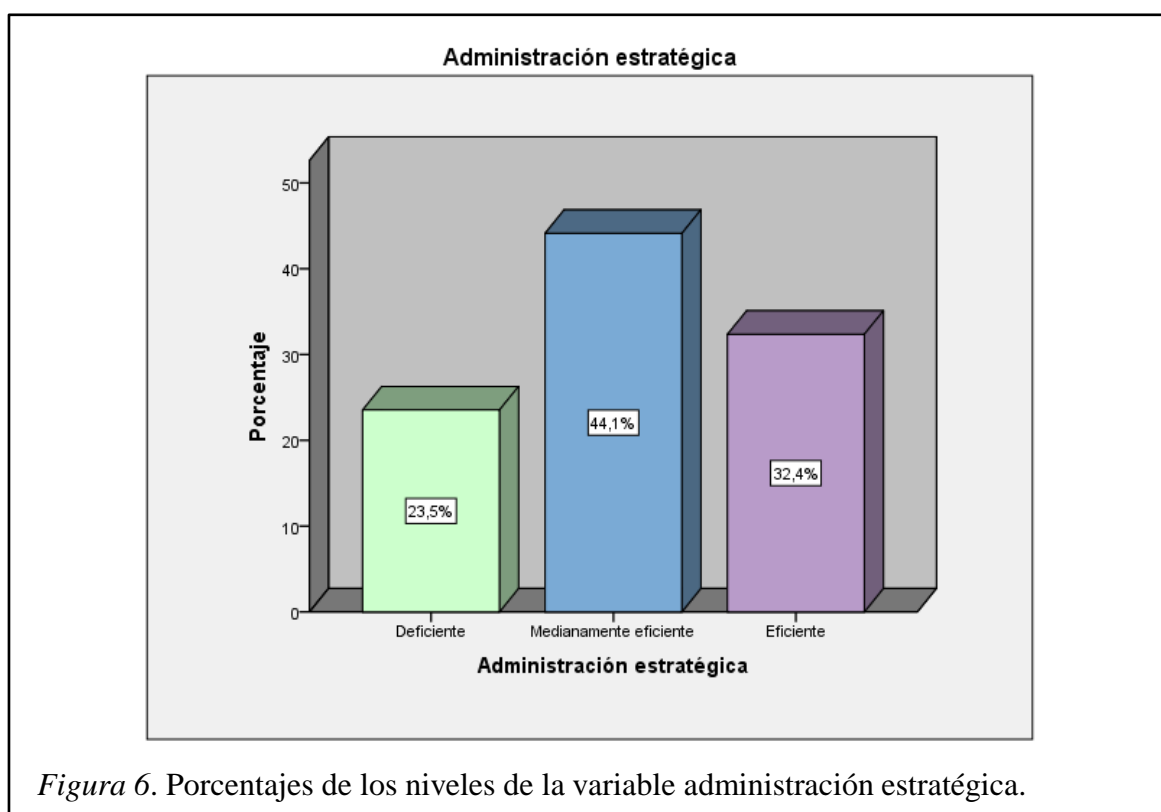 Administración estratégica
Porcentaje
50
40
30
20
10
0
23,5%
44,1%
32,4%
Deficiente
Medianamente eficiente
Eficiente
Administración estratégica
Figura 6. Porcentajes de los niveles de la variable administración estratégica.